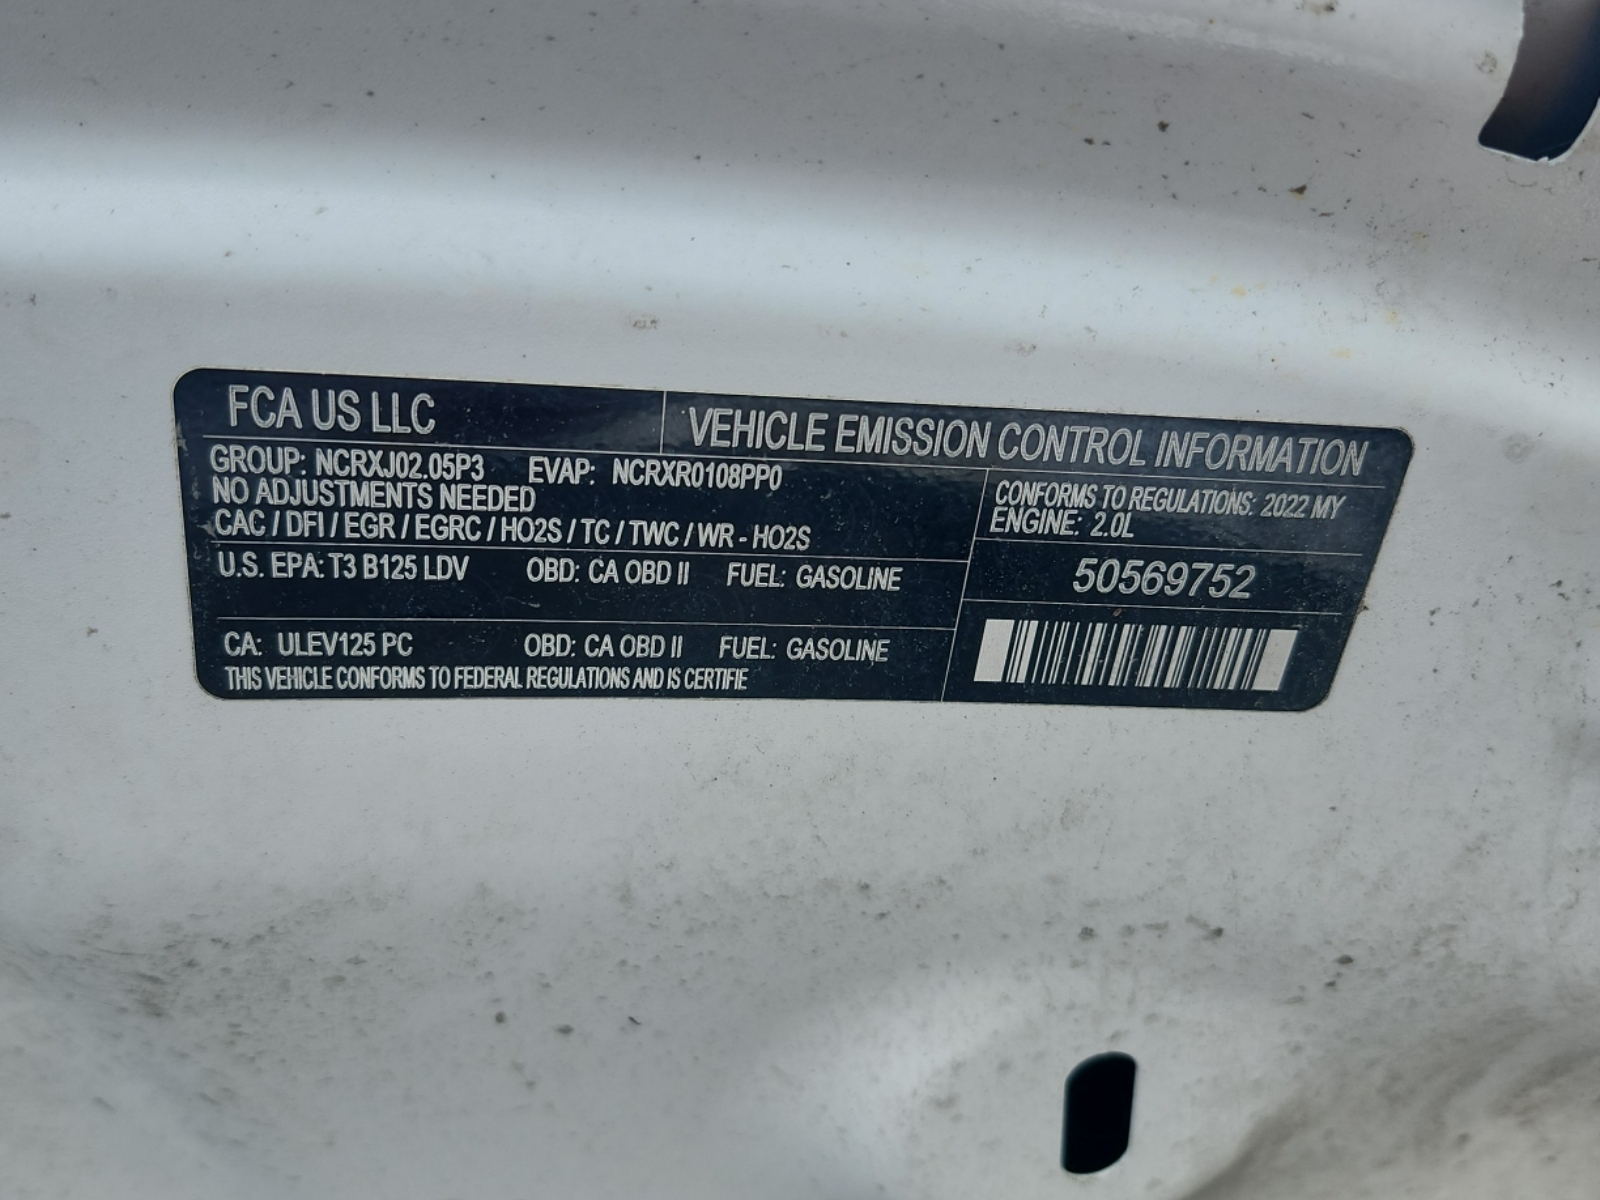 FCA US LLC
VEHICLE EMISSION CONTROL INFORMATION
GROUP: NCRXJ02.05P3 EVAP: NCRXR0108PP0
NO ADJUSTMENTS NEEDED
CAC / DFI / EGR / EGRC / HO2S / TC / TWC / WR - HO2S
CONFORMS TO REGULATIONS: 2022 MY
ENGINE: 2.0L
U.S. EPA: T3 B125 LDV OBD: CA OBD II FUEL: GASOLINE
50569752
CA: ULEV125 PC OBD: CA OBD II FUEL: GASOLINE
THIS VEHICLE CONFORMS TO FEDERAL REGULATIONS AND IS CERTIFIE